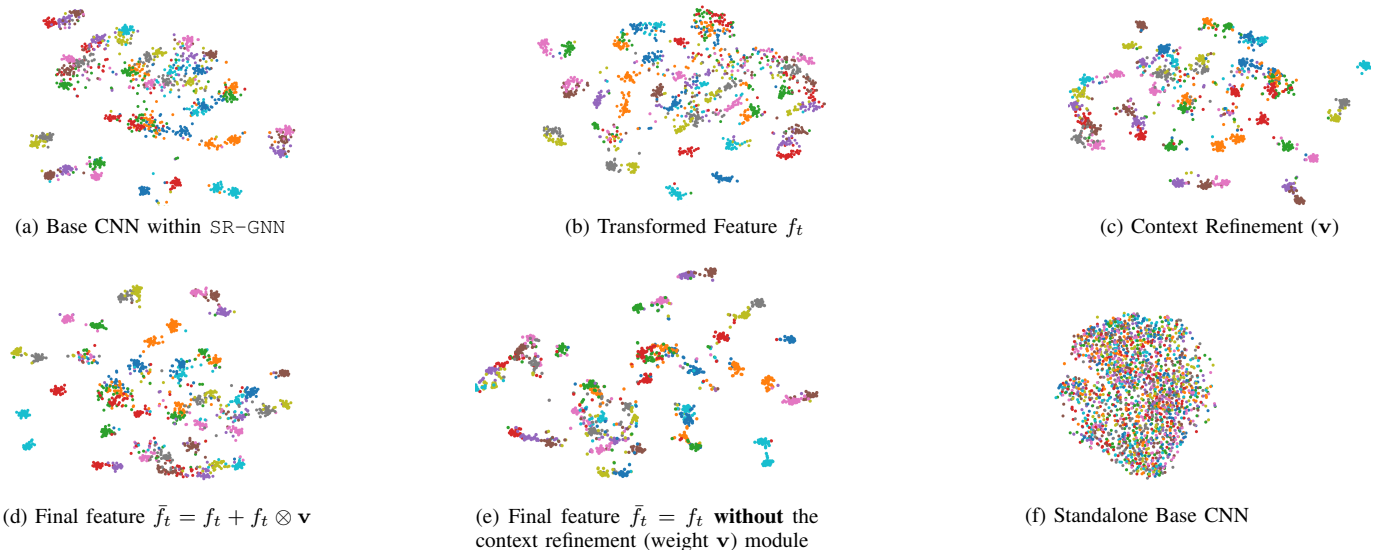 (a) Base CNN within SR-GNN
(b) Transformed Feature f_t
(c) Context Refinement (v)
(d) Final feature f̄_t = f_t + f_t ⊗ v
(e) Final feature f̄_t = f_t without the
context refinement (weight v) module
(f) Standalone Base CNN